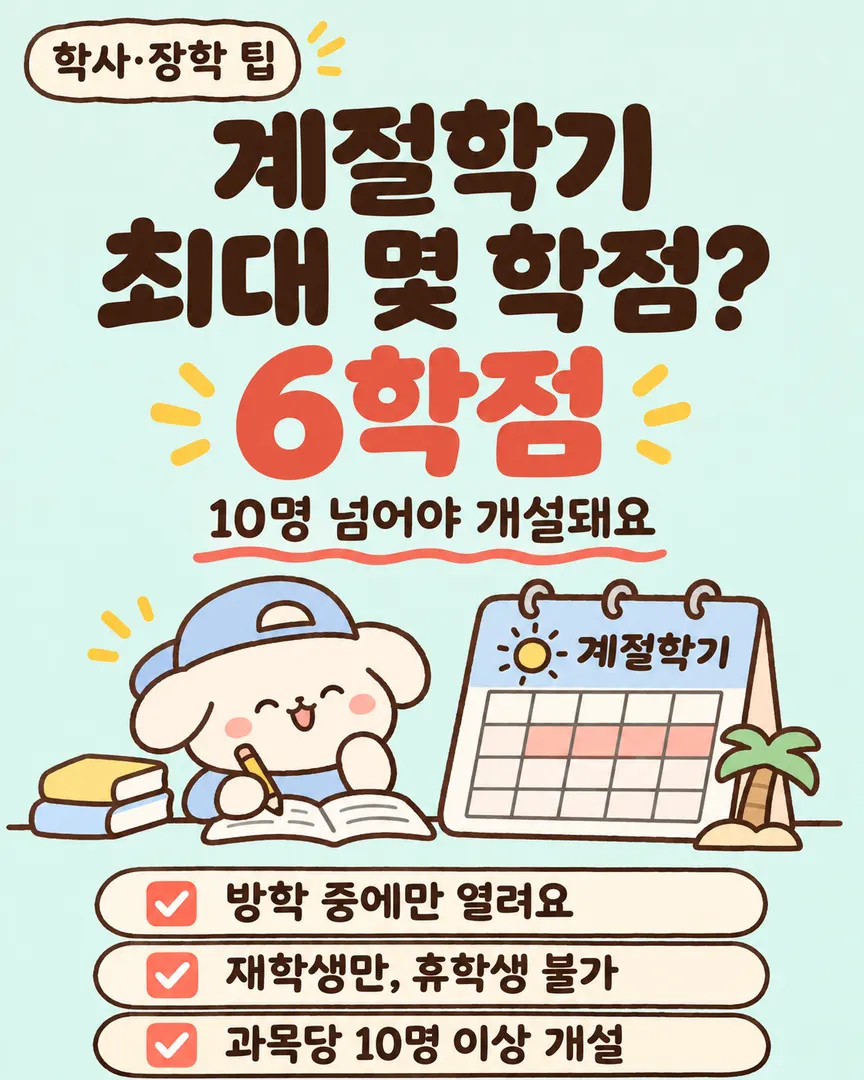 학사·장학 팁
계절학기
최대 몇 학점?
6학점
10명 넘어야 개설돼요
계절학기
방학 중에만 열려요
재학생만, 휴학생 불가
과목당 10명 이상 개설